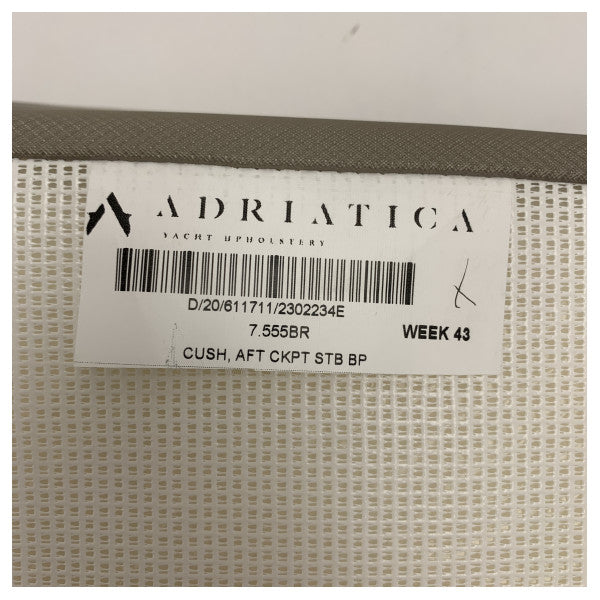 ADRIATICA
YACHT UPHOLSTERY
D/20/611711/2302234E
7.555BR
WEEK 43
CUSH, AFT CKPT STB BP